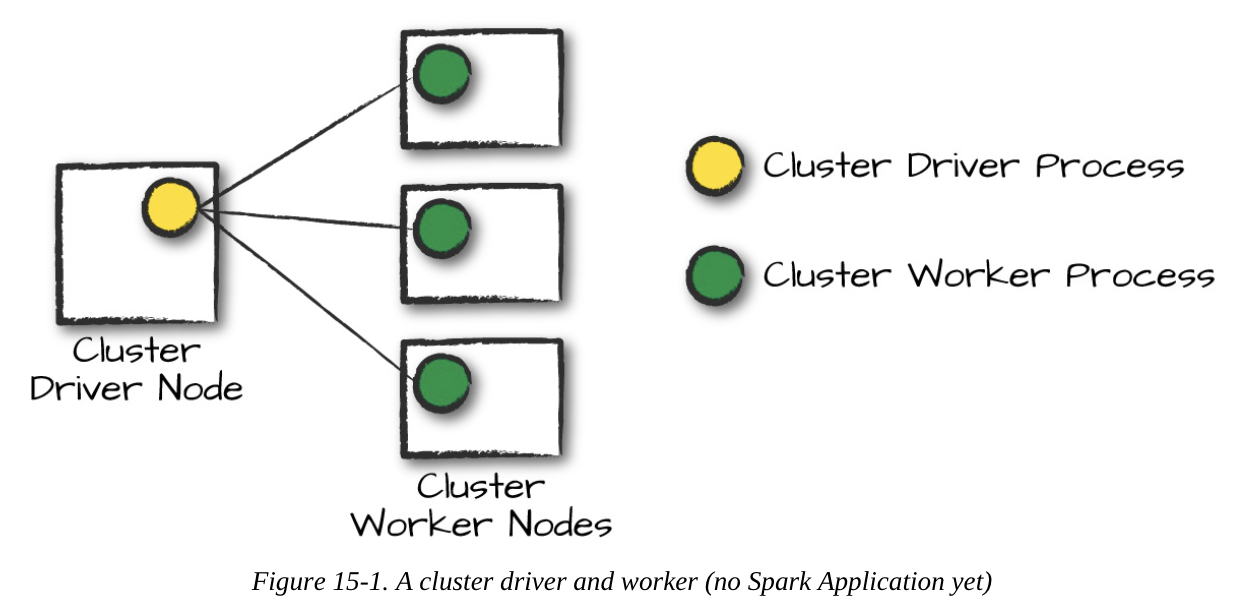 Cluster Driver Process
Cluster Worker Process
Cluster
Driver Node
Cluster
Worker Nodes
Figure 15-1. A cluster driver and worker (no Spark Application yet)